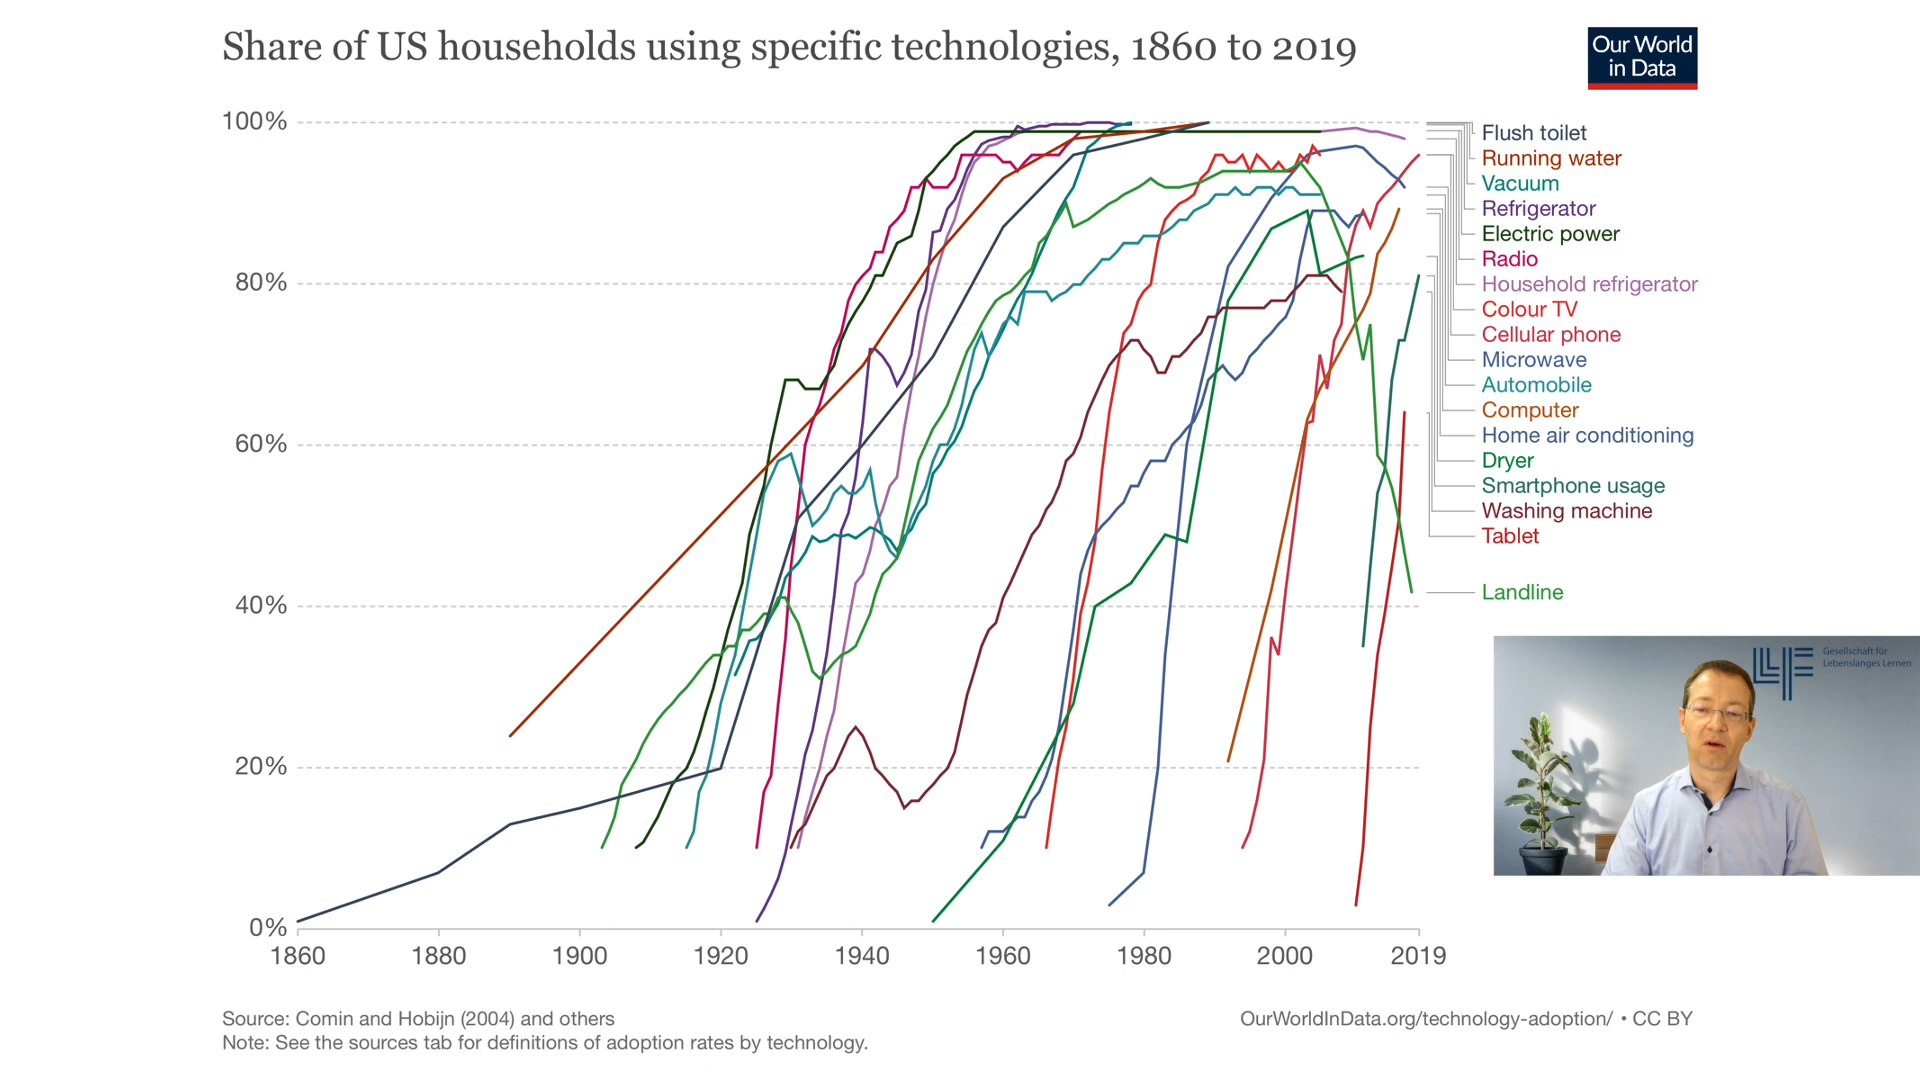 Share of US households using specific technologies, 1860 to 2019
Our World
in Data
100%
80%
60%
40%
20%
0%
1860
1880
1900
1920
1940
1960
1980
2000
2019
Flush toilet
Running water
Vacuum
Refrigerator
Electric power
Radio
Household refrigerator
Colour TV
Cellular phone
Microwave
Automobile
Computer
Home air conditioning
Dryer
Smartphone usage
Washing machine
Tablet
Landline
LLL
Gesellschaft für
Lebenslanges Lernen
Source: Comin and Hobijn (2004) and others
Note: See the sources tab for definitions of adoption rates by technology.
OurWorldInData.org/technology-adoption/ • CC BY